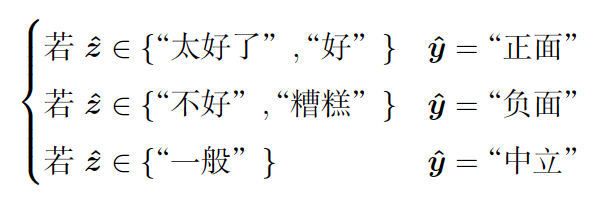 若 ẑ ∈ {“太好了”,“好”} ŷ = “正面”
若 ẑ ∈ {“不好”,“糟糕”} ŷ = “负面”
若 ẑ ∈ {“一般”} ŷ = “中立”